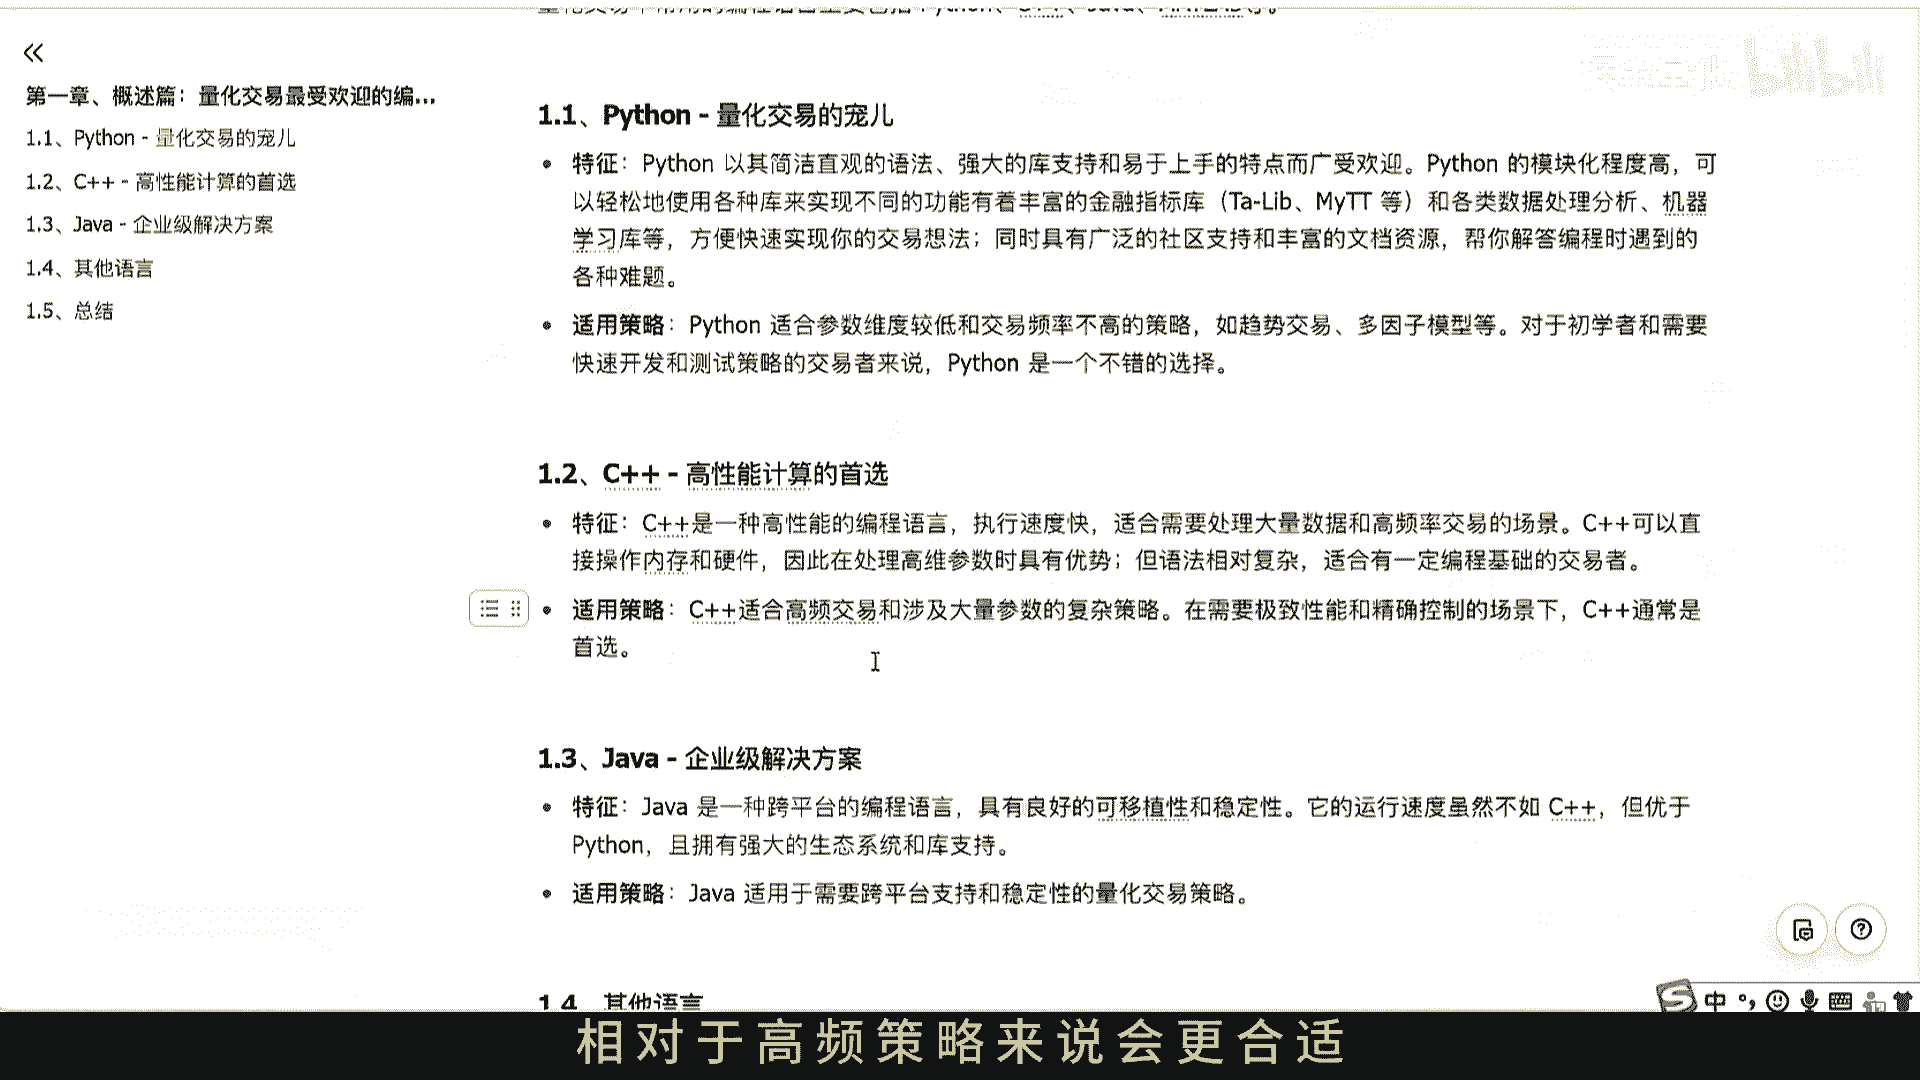 第一章、概述篇：量化交易最受欢迎的编...
1.1、Python - 量化交易的宠儿
1.2、C++ - 高性能计算的首选
1.3、Java - 企业级解决方案
1.4、其他语言
1.5、总结
1.1、Python - 量化交易的宠儿
特征：Python 以其简洁直观的语法、强大的库支持和易于上手的特点而广受欢迎。Python 的模块化程度高，可
以轻松地使用各种库来实现不同的功能有着丰富的金融指标库（Ta-Lib、MyTT 等）和各类数据处理分析、机器
学习库等，方便快速实现你的交易想法；同时具有广泛的社区支持和丰富的文档资源，帮你解答编程时遇到的
各种难题。
适用策略：Python 适合参数维度较低和交易频率不高的策略，如趋势交易、多因子模型等。对于初学者和需要
快速开发和测试策略的交易者来说，Python 是一个不错的选择。
1.2、C++ - 高性能计算的首选
特征：C++是一种高性能的编程语言，执行速度快，适合需要处理大量数据和高频率交易的场景。C++可以直
接操作内存和硬件，因此在处理高维参数时具有优势；但语法相对复杂，适合有一定编程基础的交易者。
适用策略：C++适合高频交易和涉及大量参数的复杂策略。在需要极致性能和精确控制的场景下，C++通常是
首选。
1.3、Java - 企业级解决方案
特征：Java 是一种跨平台的编程语言，具有良好的可移植性和稳定性。它的运行速度虽然不如 C++，但优于
Python，且拥有强大的生态系统和库支持。
适用策略：Java 适用于需要跨平台支持和稳定性的量化交易策略。
1.4、其他语言
中
相对于高频策略来说会更合适
bilibili